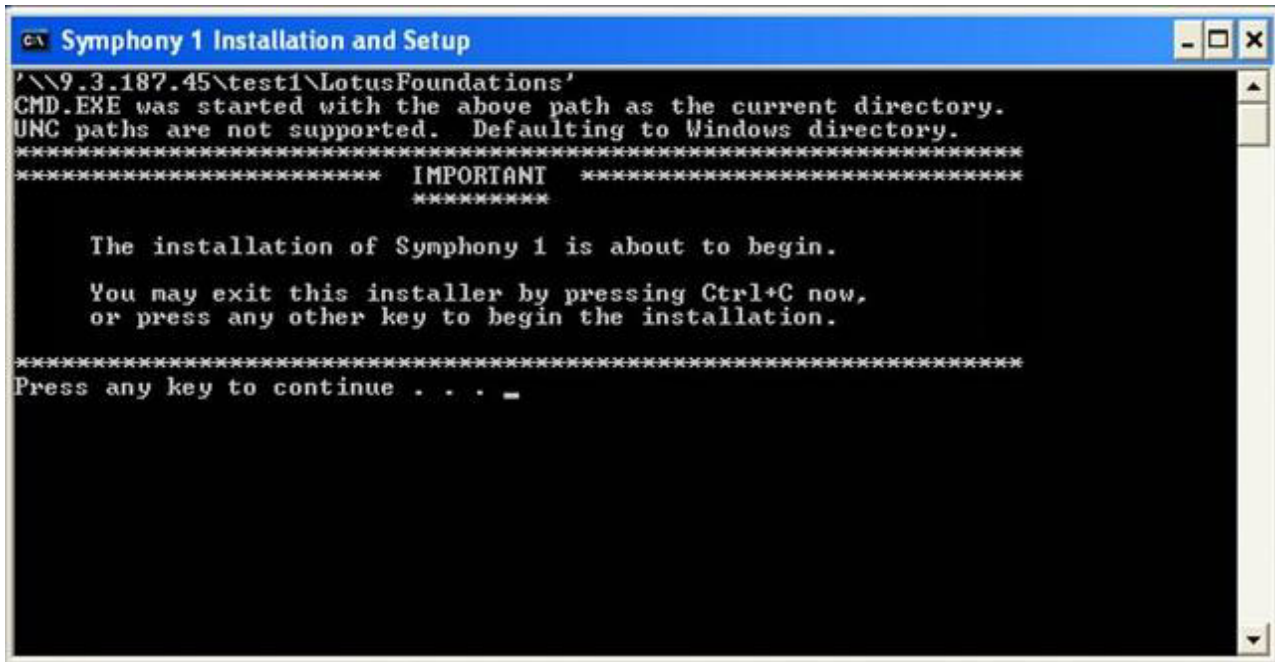 Symphony 1 Installation and Setup
'\\9.3.187.45\test1\LotusFoundations'
CMD.EXE was started with the above path as the current directory.
UNC paths are not supported.  Defaulting to Windows directory.
*******************************************************************
************************  IMPORTANT  *****************************
*********
The installation of Symphony 1 is about to begin.
You may exit this installer by pressing Ctrl+C now,
or press any other key to begin the installation.
*******************************************************************
Press any key to continue . . . _